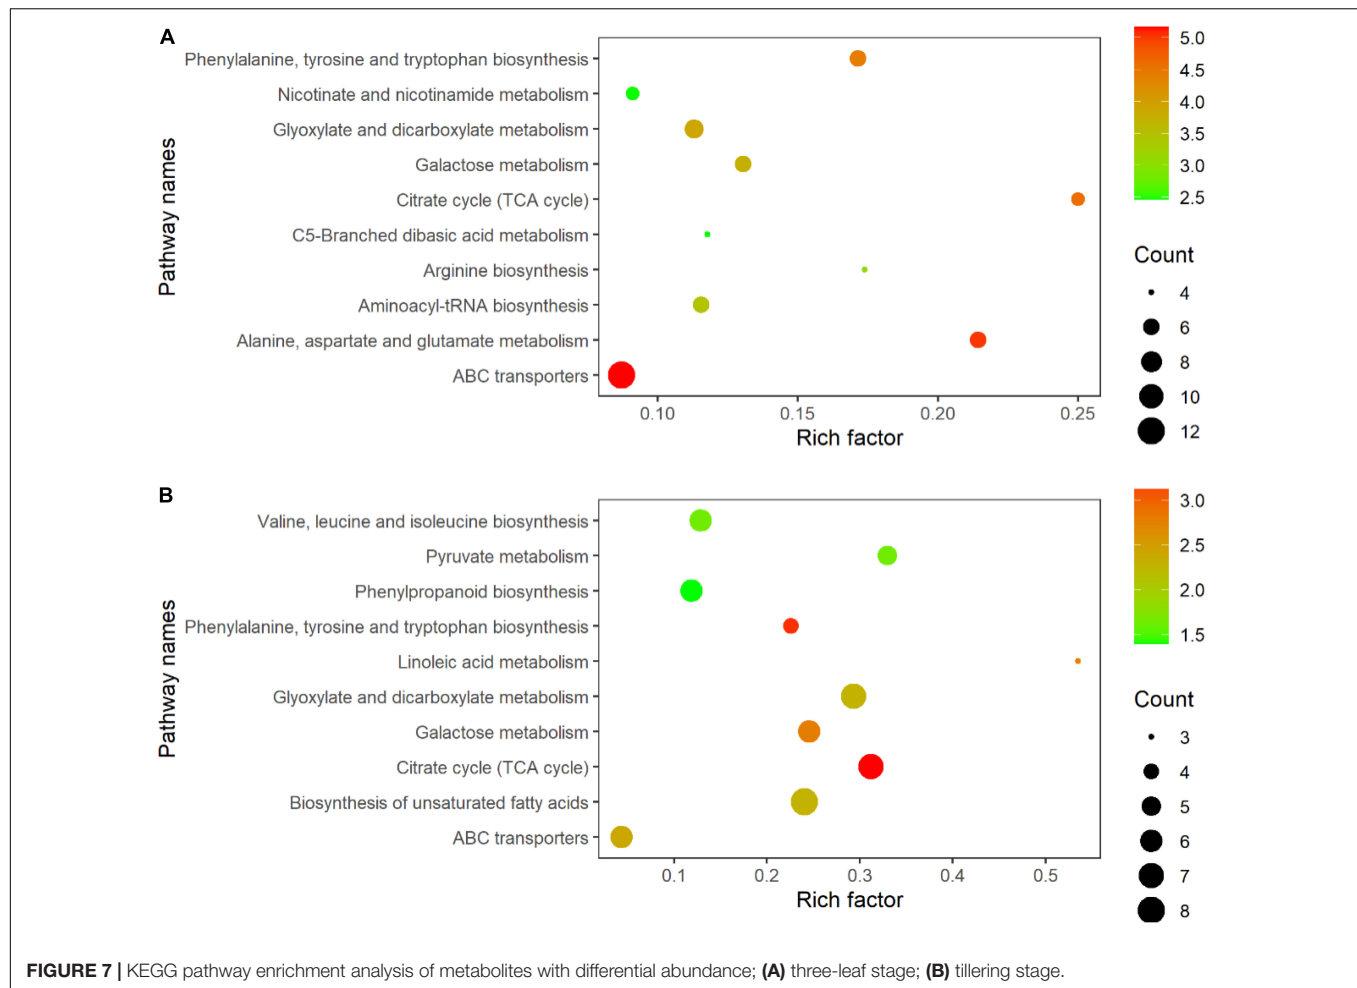 A
Phenylalanine, tyrosine and tryptophan biosynthesis
Nicotinate and nicotinamide metabolism
Glyoxylate and dicarboxylate metabolism
Galactose metabolism
Citrate cycle (TCA cycle)
C5-Branched dibasic acid metabolism
Arginine biosynthesis
Aminoacyl-tRNA biosynthesis
Alanine, aspartate and glutamate metabolism
ABC transporters
Pathway names
0.10 0.15 0.20 0.25
Rich factor
5.0
4.5
4.0
3.5
3.0
2.5
Count
4
6
8
10
12
B
Valine, leucine and isoleucine biosynthesis
Pyruvate metabolism
Phenylpropanoid biosynthesis
Phenylalanine, tyrosine and tryptophan biosynthesis
Linoleic acid metabolism
Glyoxylate and dicarboxylate metabolism
Galactose metabolism
Citrate cycle (TCA cycle)
Biosynthesis of unsaturated fatty acids
ABC transporters
Pathway names
0.1 0.2 0.3 0.4 0.5
Rich factor
3.0
2.5
2.0
1.5
Count
3
4
5
6
7
8
FIGURE 7 | KEGG pathway enrichment analysis of metabolites with differential abundance; (A) three-leaf stage; (B) tillering stage.